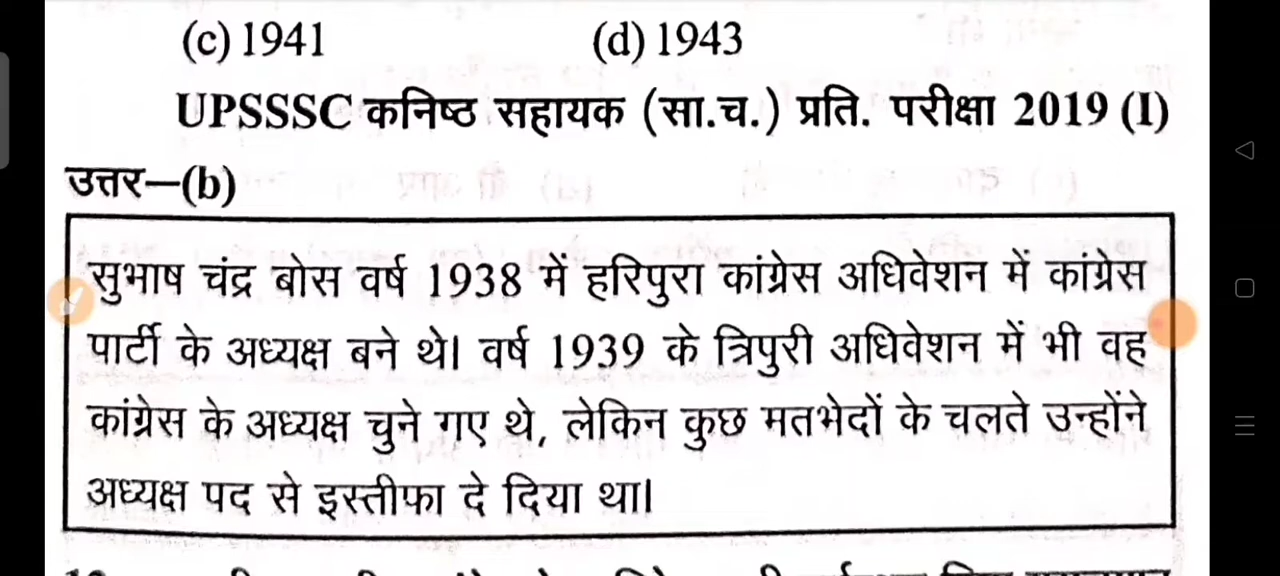 (c) 1941 (d) 1943
UPSSSC कनिष्ठ सहायक (सा.च.) प्रति. परीक्षा 2019 (I)
उत्तर—(b)
सुभाष चंद्र बोस वर्ष 1938 में हरिपुरा कांग्रेस अधिवेशन में कांग्रेस
पार्टी के अध्यक्ष बने थे। वर्ष 1939 के त्रिपुरी अधिवेशन में भी वह
कांग्रेस के अध्यक्ष चुने गए थे, लेकिन कुछ मतभेदों के चलते उन्होंने
अध्यक्ष पद से इस्तीफा दे दिया था।